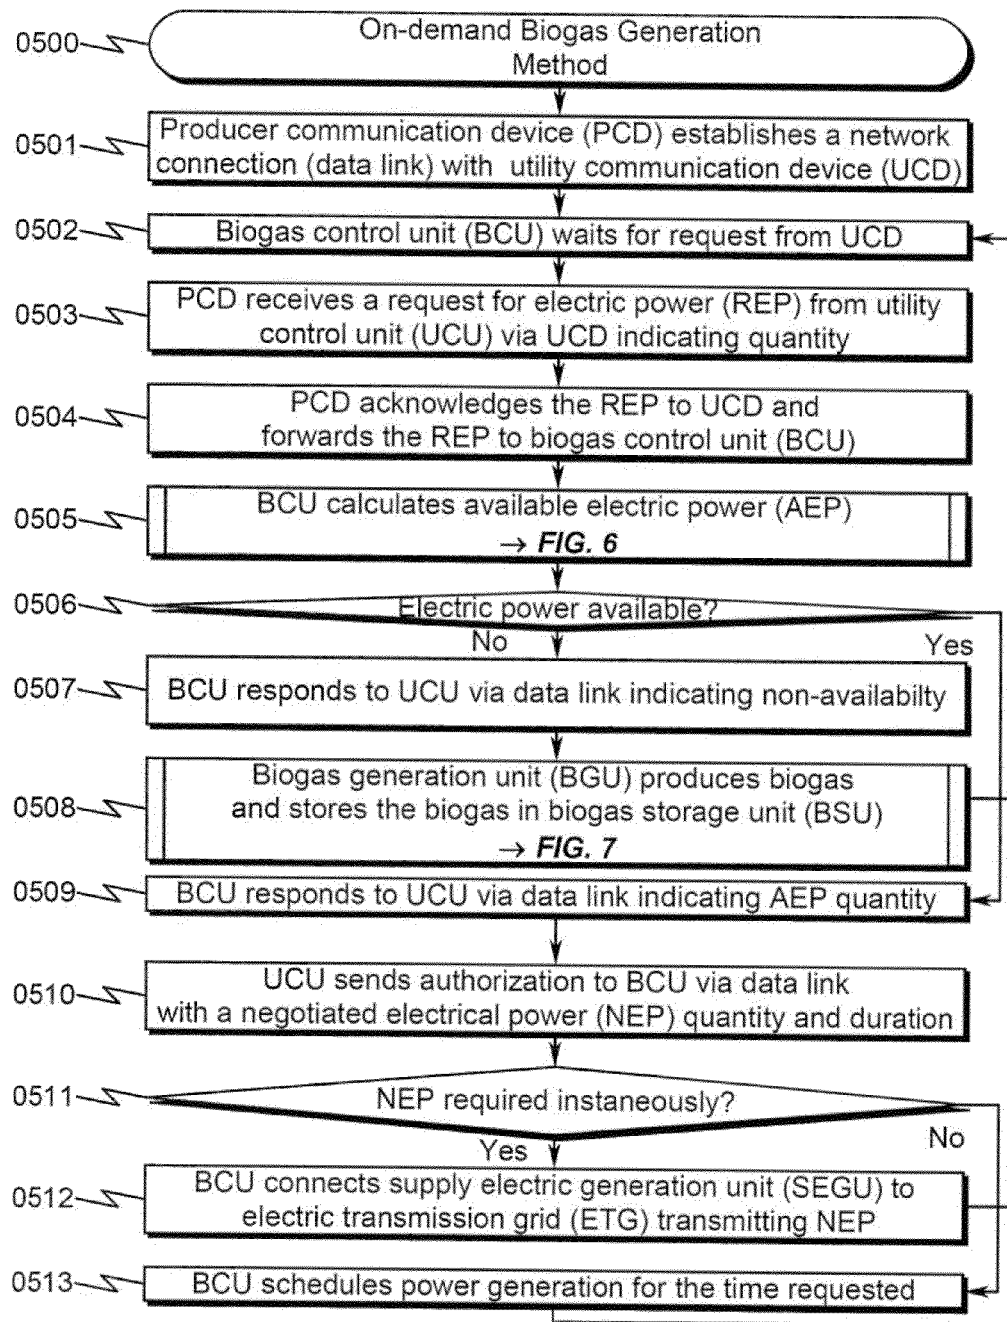 0500
On-demand Biogas Generation
Method
0501
Producer communication device (PCD) establishes a network
connection (data link) with utility communication device (UCD)
0502
Biogas control unit (BCU) waits for request from UCD
0503
PCD receives a request for electric power (REP) from utility
control unit (UCU) via UCD indicating quantity
0504
PCD acknowledges the REP to UCD and
forwards the REP to biogas control unit (BCU)
0505
BCU calculates available electric power (AEP)
→ FIG. 6
0506
Electric power available?
No
Yes
0507
BCU responds to UCU via data link indicating non-availabilty
0508
Biogas generation unit (BGU) produces biogas
and stores the biogas in biogas storage unit (BSU)
→ FIG. 7
0509
BCU responds to UCU via data link indicating AEP quantity
0510
UCU sends authorization to BCU via data link
with a negotiated electrical power (NEP) quantity and duration
0511
NEP required instaneously?
Yes
No
0512
BCU connects supply electric generation unit (SEGU) to
electric transmission grid (ETG) transmitting NEP
0513
BCU schedules power generation for the time requested